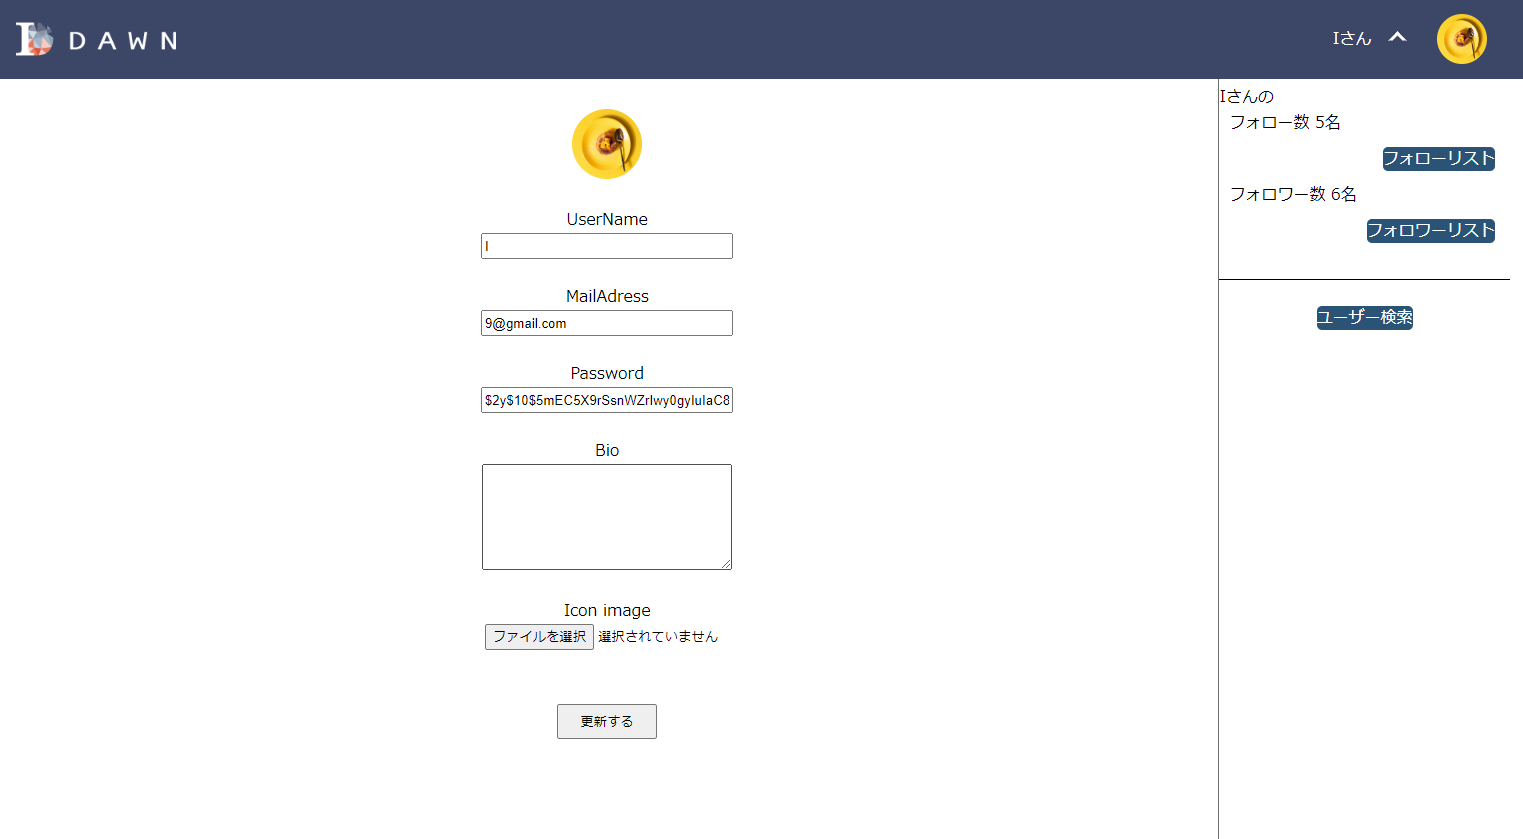 DAWN
Iさん
UserName
I
MailAdress
9@gmail.com
Password
Bio
Icon image
ファイルを選択 選択されていません
更新する
Iさんの
フォロー数 5名
フォローリスト
フォロワー数 6名
フォロワーリスト
ユーザー検索